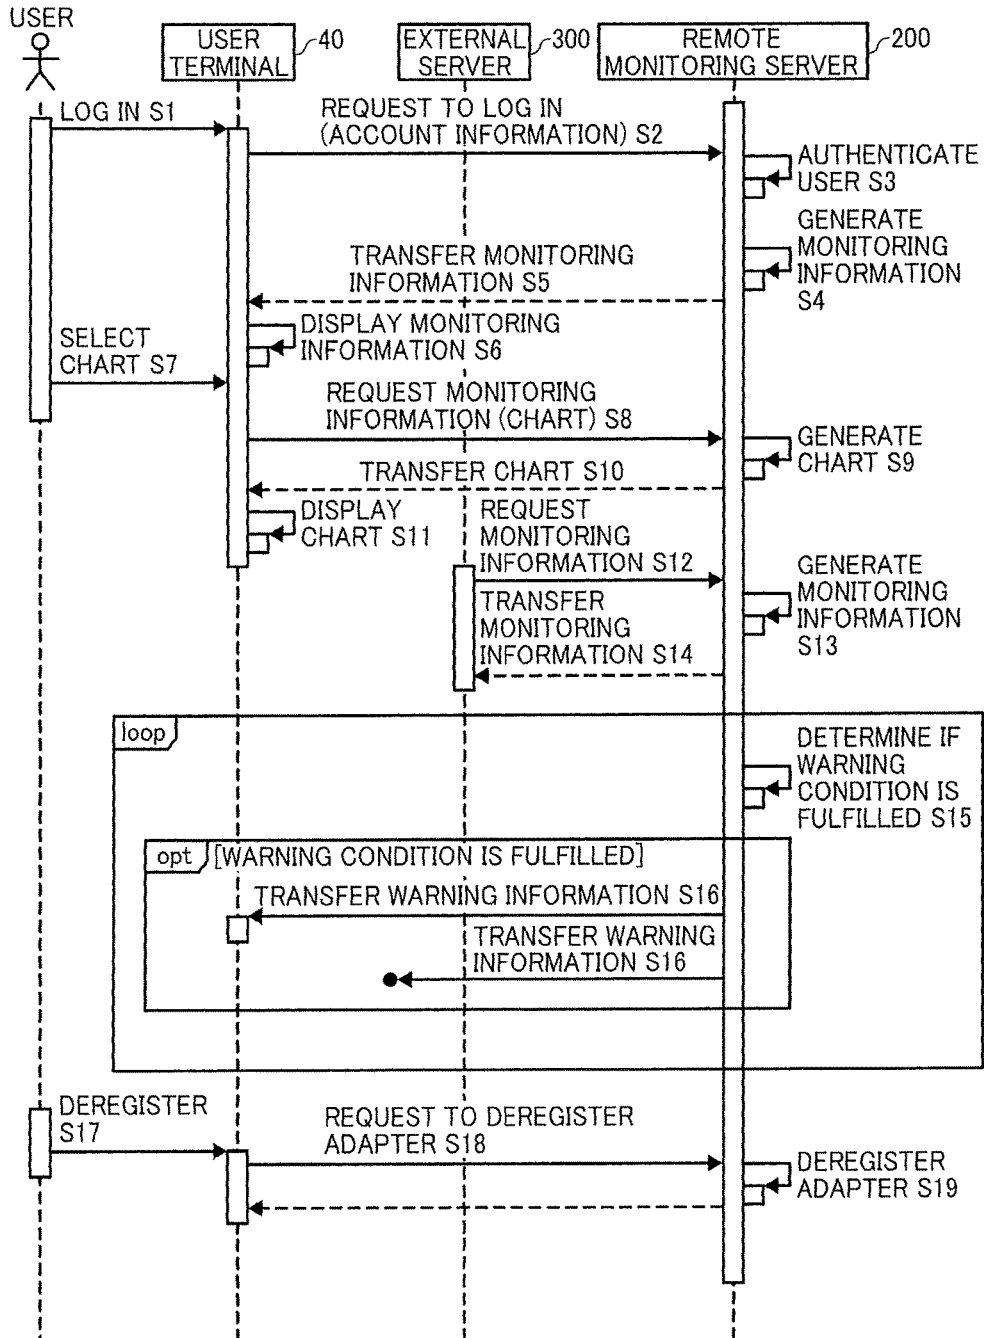 USER
USER
TERMINAL
40
EXTERNAL
SERVER
300
REMOTE
MONITORING SERVER
200
LOG IN S1
REQUEST TO LOG IN
(ACCOUNT INFORMATION) S2
AUTHENTICATE
USER S3
GENERATE
MONITORING
INFORMATION
S4
TRANSFER MONITORING
INFORMATION S5
DISPLAY MONITORING
INFORMATION S6
SELECT
CHART S7
REQUEST MONITORING
INFORMATION (CHART) S8
GENERATE
CHART S9
TRANSFER CHART S10
DISPLAY
CHART S11
REQUEST
MONITORING
INFORMATION S12
GENERATE
MONITORING
INFORMATION
S13
TRANSFER
MONITORING
INFORMATION S14
loop
DETERMINE IF
WARNING
CONDITION IS
FULFILLED S15
opt
[WARNING CONDITION IS FULFILLED]
TRANSFER WARNING INFORMATION S16
TRANSFER WARNING
INFORMATION S16
DEREGISTER
S17
REQUEST TO DEREGISTER
ADAPTER S18
DEREGISTER
ADAPTER S19